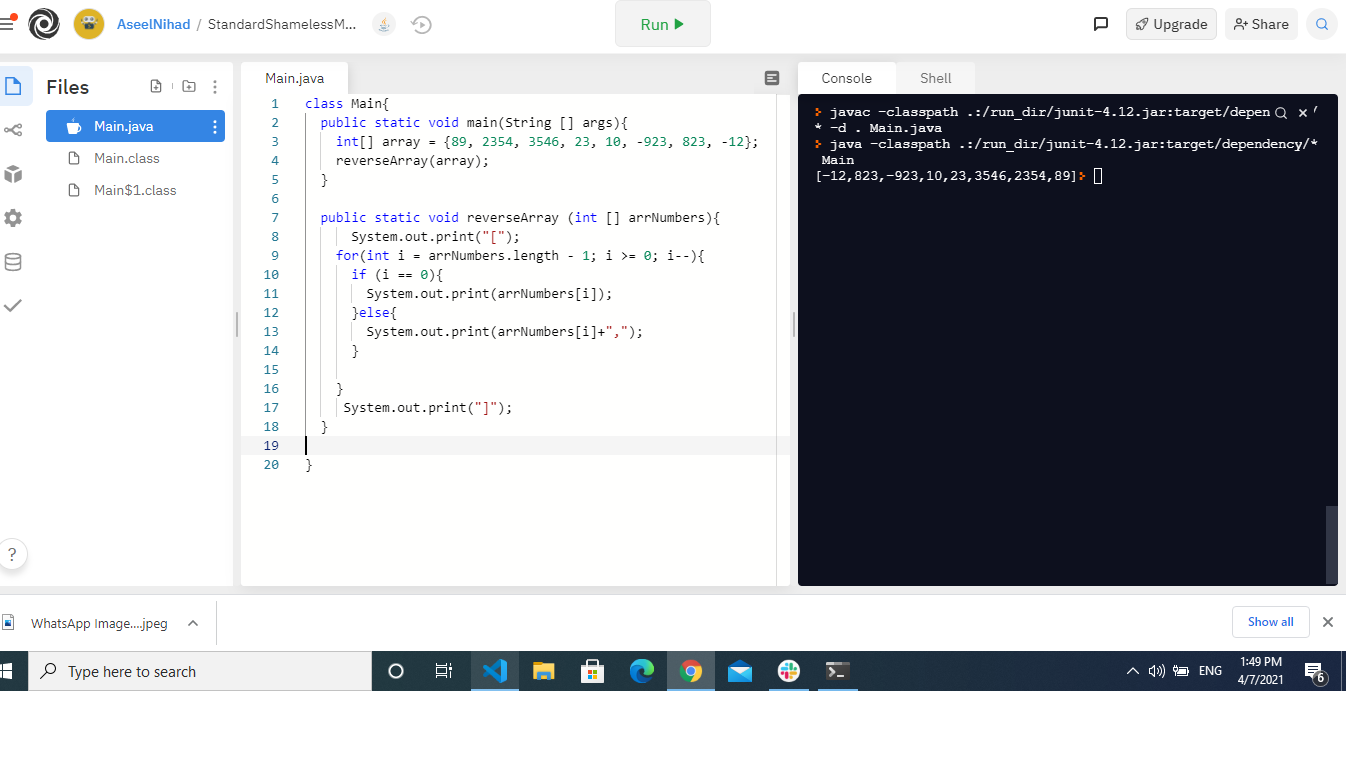 AseelNihad / StandardShamelessM...
Run
Upgrade
Share
Files
Main.java
Main.class
Main$1.class
?
Main.java
1 class Main{
2 public static void main(String [] args){
3 int[] array = {89, 2354, 3546, 23, 10, -923, 823, -12};
4 reverseArray(array);
5 }
6
7 public static void reverseArray (int [] arrNumbers){
8 System.out.print("[");
9 for(int i = arrNumbers.length - 1; i >= 0; i--){
10 if (i == 0){
11 System.out.print(arrNumbers[i]);
12 }else{
13 System.out.print(arrNumbers[i]+",");
14 }
15
16 }
17 System.out.print("]");
18 }
19
20 }
Console
Shell
javac -classpath .:/run_dir/junit-4.12.jar:target/depen
* -d . Main.java
java -classpath .:/run_dir/junit-4.12.jar:target/dependency/*
Main
[-12,823,-923,10,23,3546,2354,89]
WhatsApp Image....jpeg
Show all
Type here to search
ENG
1:49 PM
4/7/2021
6